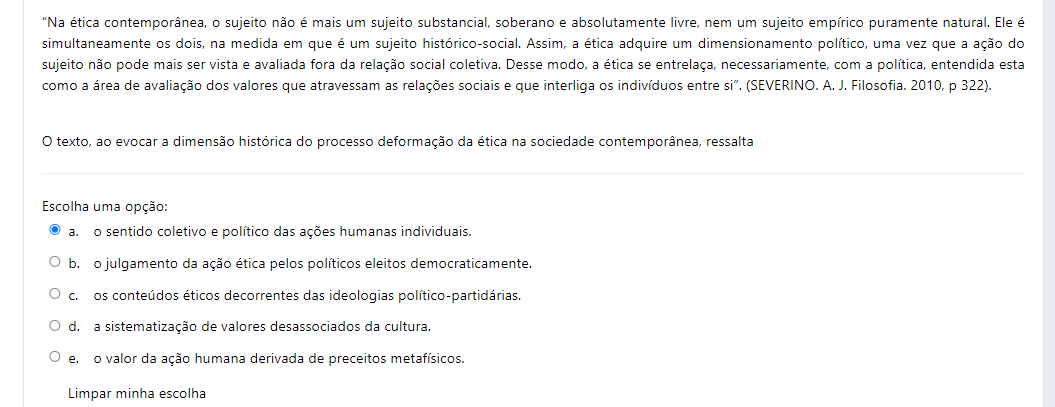 “Na ética contemporânea, o sujeito não é mais um sujeito substancial, soberano e absolutamente livre, nem um sujeito empírico puramente natural. Ele é
simultaneamente os dois, na medida em que é um sujeito histórico-social. Assim, a ética adquire um dimensionamento político, uma vez que a ação do
sujeito não pode mais ser vista e avaliada fora da relação social coletiva. Desse modo, a ética se entrelaça, necessariamente, com a política, entendida esta
como a área de avaliação dos valores que atravessam as relações sociais e que interliga os indivíduos entre si”. (SEVERINO. A. J. Filosofia. 2010, p 322).
O texto, ao evocar a dimensão histórica do processo deformação da ética na sociedade contemporânea, ressalta
Escolha uma opção:
a. o sentido coletivo e político das ações humanas individuais.
b. o julgamento da ação ética pelos políticos eleitos democraticamente.
c. os conteúdos éticos decorrentes das ideologias político-partidárias.
d. a sistematização de valores desassociados da cultura.
e. o valor da ação humana derivada de preceitos metafísicos.
Limpar minha escolha